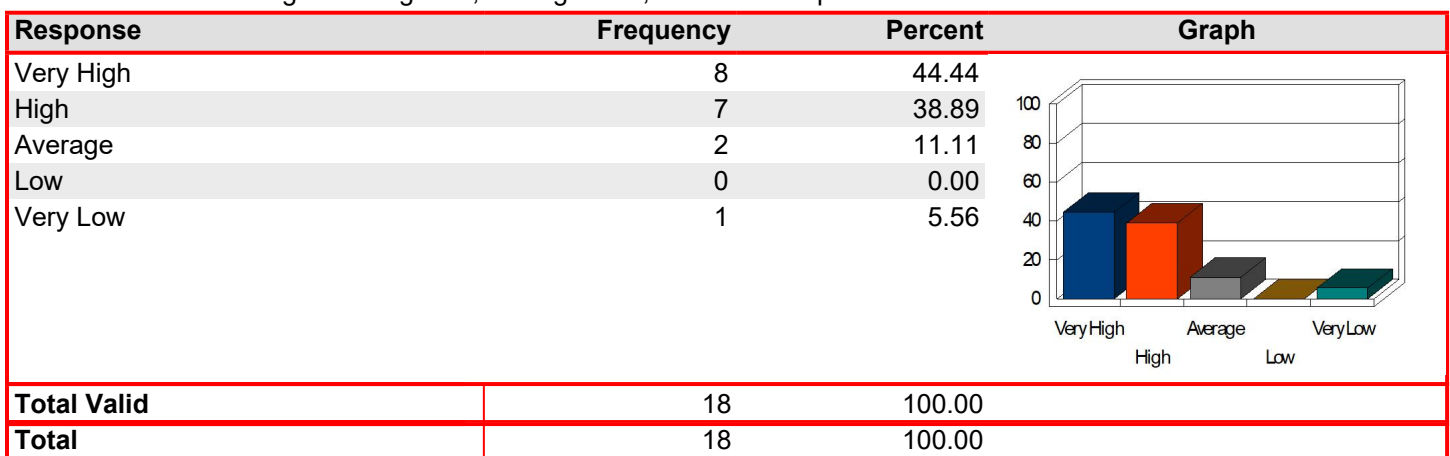 Response Frequency Percent Graph
Very High 8 44.44
High 7 38.89
Average 2 11.11
Low 0 0.00
Very Low 1 5.56
100
80
60
40
20
0
Very High Average Very Low
High Low
Total Valid 18 100.00
Total 18 100.00